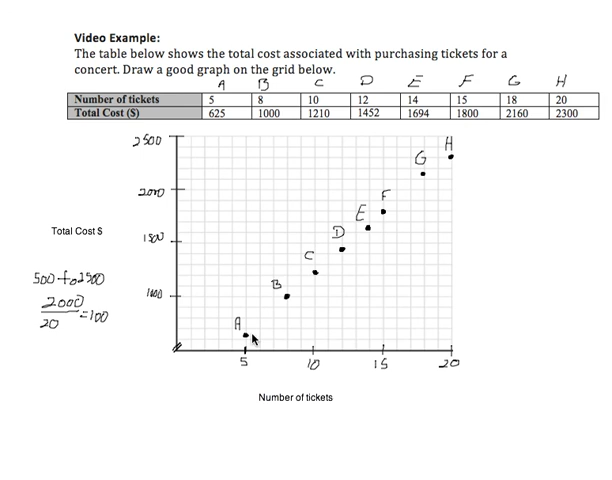 Video Example:
The table below shows the total cost associated with purchasing tickets for a
concert. Draw a good graph on the grid below.
A B C D E F G H
Number of tickets 5 8 10 12 14 15 18 20
Total Cost ($) 625 1000 1210 1452 1694 1800 2160 2300
2500
H
G
2000
F
E
Total Cost $
1500
D
C
500 to 2500
B
2000
1000
20
=100
A
5 10 15 20
Number of tickets